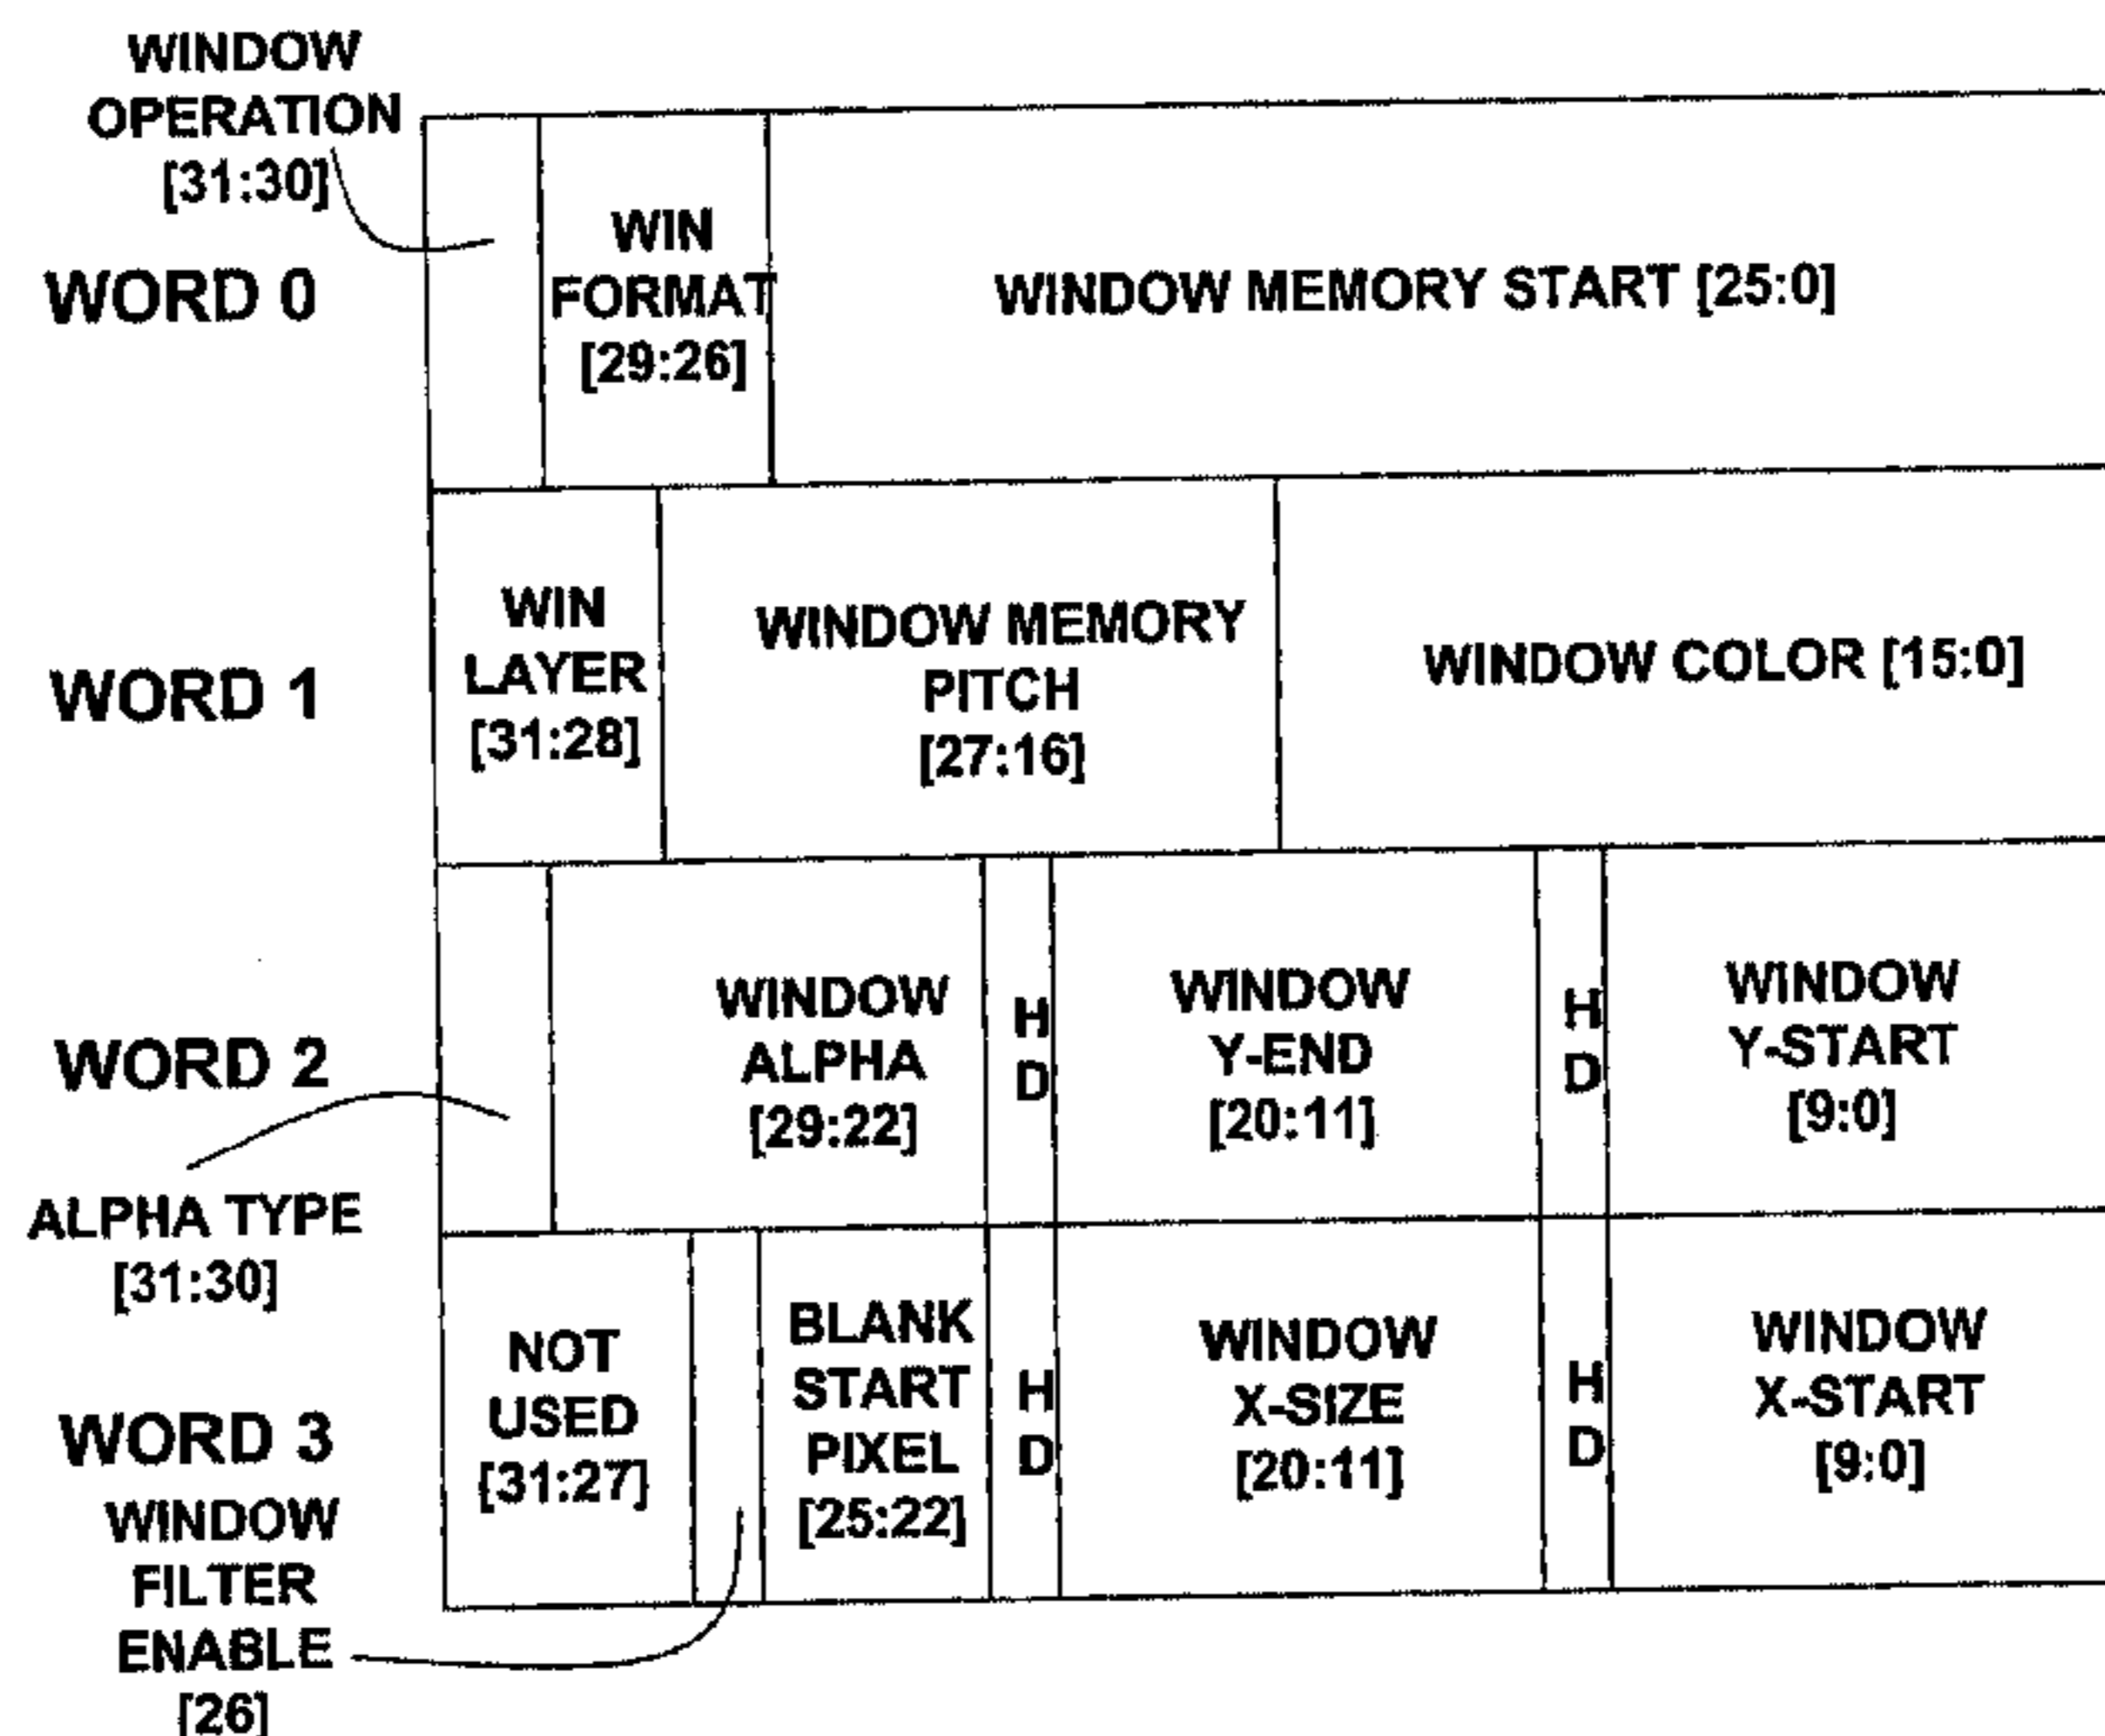 WINDOW
OPERATION
[31:30]
WORD 0
WIN
FORMAT
[29:26]
WINDOW MEMORY START [25:0]
WORD 1
WIN
LAYER
[31:28]
WINDOW MEMORY
PITCH
[27:16]
WINDOW COLOR [15:0]
WORD 2
ALPHA TYPE
[31:30]
WINDOW
ALPHA
[29:22]
H
D
WINDOW
Y-END
[20:11]
H
D
WINDOW
Y-START
[9:0]
WORD 3
NOT
USED
[31:27]
WINDOW
FILTER
ENABLE
[26]
BLANK
START
PIXEL
[25:22]
H
D
WINDOW
X-SIZE
[20:11]
H
D
WINDOW
X-START
[9:0]